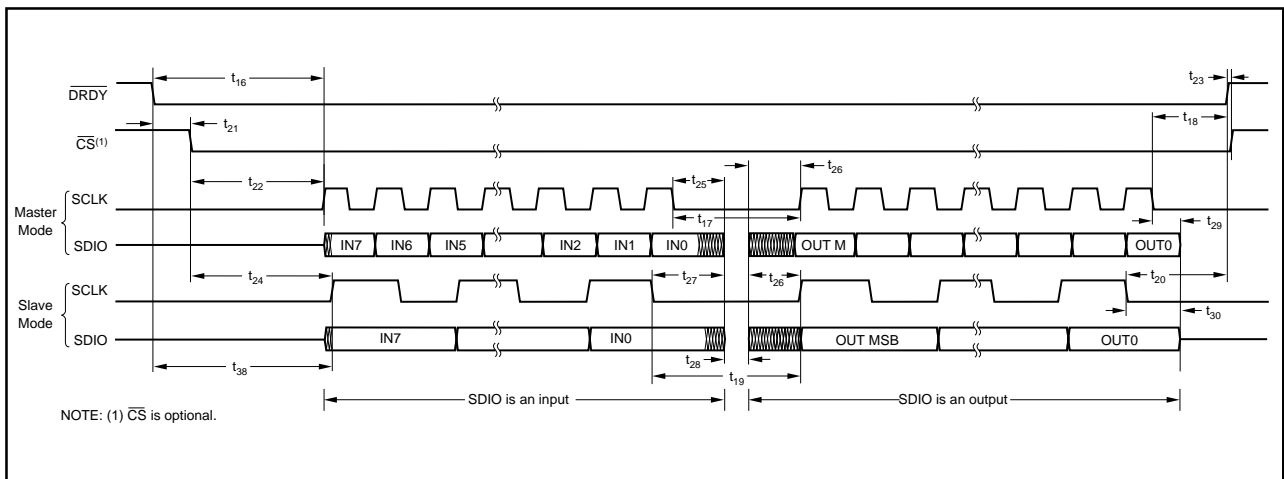 t16
t23
DRDY
t18
t21
CS(1)
t26
t22
t25
SCLK
t17
Master
Mode
t29
SDIO
IN7 IN6 IN5 IN2 IN1 IN0 OUT M OUT0
t24
t27
t26
t20
SCLK
Slave
Mode
t30
SDIO
IN7 IN0 OUT MSB OUT0
t28
t38
t19
SDIO is an input
SDIO is an output
NOTE: (1) CS is optional.